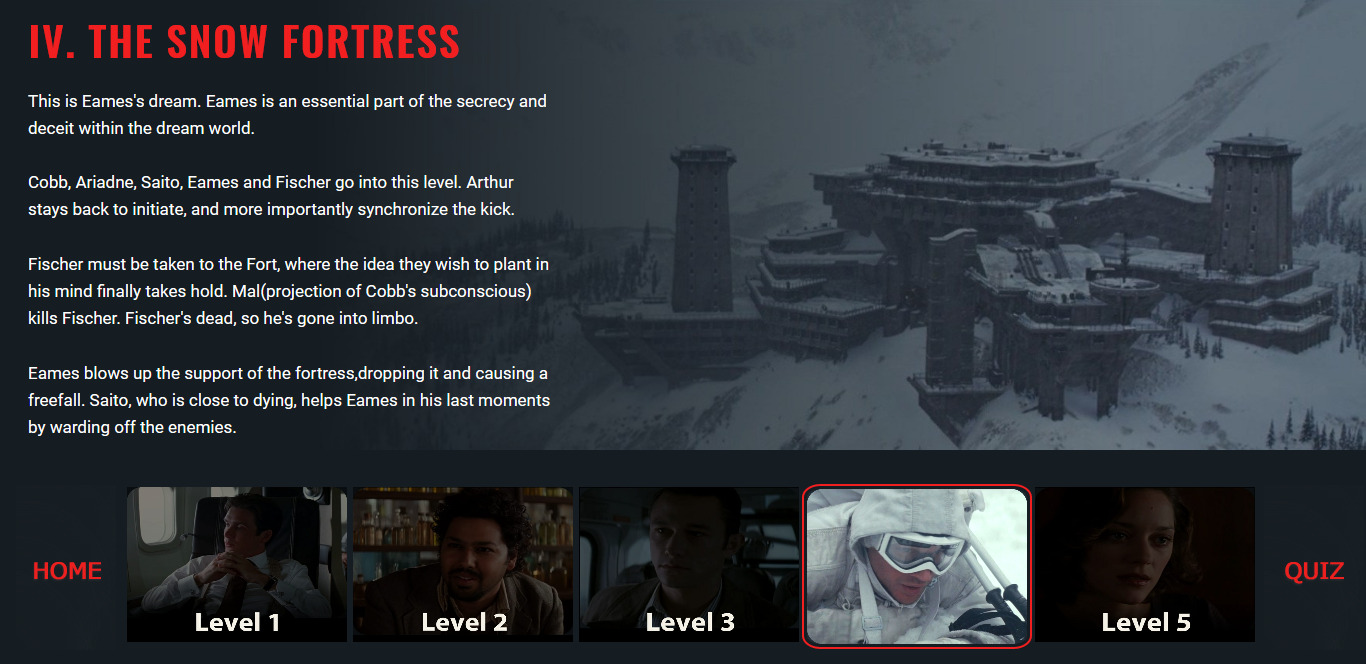 IV. THE SNOW FORTRESS
This is Eames's dream. Eames is an essential part of the secrecy and
deceit within the dream world.
Cobb, Ariadne, Saito, Eames and Fischer go into this level. Arthur
stays back to initiate, and more importantly synchronize the kick.
Fischer must be taken to the Fort, where the idea they wish to plant in
his mind finally takes hold. Mal(projection of Cobb's subconscious)
kills Fischer. Fischer's dead, so he's gone into limbo.
Eames blows up the support of the fortress,dropping it and causing a
freefall. Saito, who is close to dying, helps Eames in his last moments
by warding off the enemies.
HOME
Level 1
Level 2
Level 3
Level 5
QUIZ